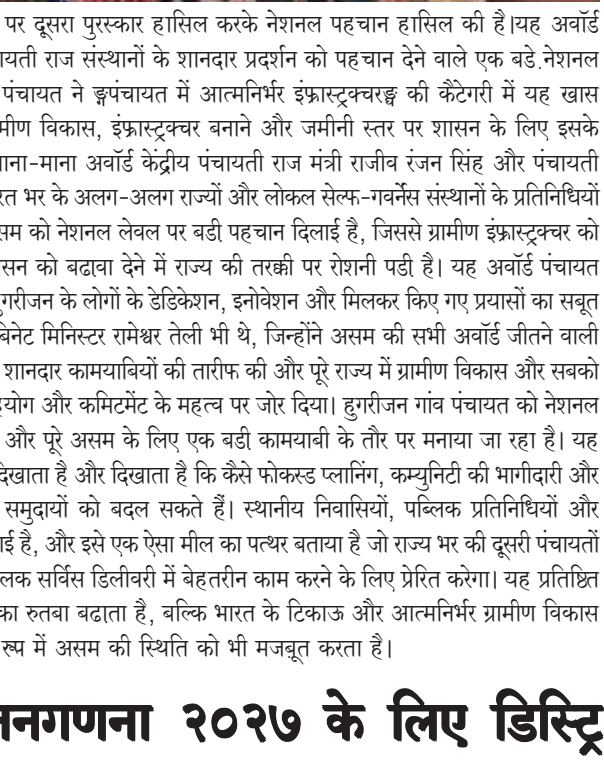 पर दूसरा पुरस्कार हासिल करके नेशनल पहचान हासिल की है।यह अवॉर्ड
यती राज संस्थानों के शानदार प्रदर्शन को पहचान देने वाले एक बडे.नेशनल
पंचायत ने ङ्गपंचायत में आत्मनिर्भर इंफ्रास्ट्रक्चरङ्घ की कैटेगरी में यह खास
मीण विकास, इंफ्रास्ट्रक्चर बनाने और जमीनी स्तर पर शासन के लिए इसके
ाना-माना अवॉर्ड केंद्रीय पंचायती राज मंत्री राजीव रंजन सिंह और पंचायती
रत भर के अलग-अलग राज्यों और लोकल सेल्फ-गवर्नेंस संस्थानों के प्रतिनिधियों
सम को नेशनल लेवल पर बडी पहचान दिलाई है, जिससे ग्रामीण इंफ्रास्ट्रक्चर को
सन को बढावा देने में राज्य की तरक्की पर रोशनी पडी है। यह अवॉर्ड पंचायत
ुगरीजन के लोगों के डेडिकेशन, इनोवेशन और मिलकर किए गए प्रयासों का सबूत
बिनेट मिनिस्टर रामेश्वर तेली भी थे, जिन्होंने असम की सभी अवॉर्ड जीतने वाली
शानदार कामयाबियों की तारीफ की और पूरे राज्य में ग्रामीण विकास और सबको
योग और कमिटमेंट के महत्व पर जोर दिया। हुगरीजन गांव पंचायत को नेशनल
और पूरे असम के लिए एक बडी कामयाबी के तौर पर मनाया जा रहा है। यह
देखाता है और दिखाता है कि कैसे फोकस्ड प्लानिंग, कम्युनिटी की भागीदारी और
समुदायों को बदल सकते हैं। स्थानीय निवासियों, पब्लिक प्रतिनिधियों और
ाई है, और इसे एक ऐसा मील का पत्थर बताया है जो राज्य भर की दूसरी पंचायतों
लक सर्विस डिलीवरी में बेहतरीन काम करने के लिए प्रेरित करेगा। यह प्रतिष्ठित
का रुतबा बढाता है, बल्कि भारत के टिकाऊ और आत्मनिर्भर ग्रामीण विकास
रूप में असम की स्थिति को भी मजबूत करता है।
नगणना २०२७ के लिए डिस्ट्रि